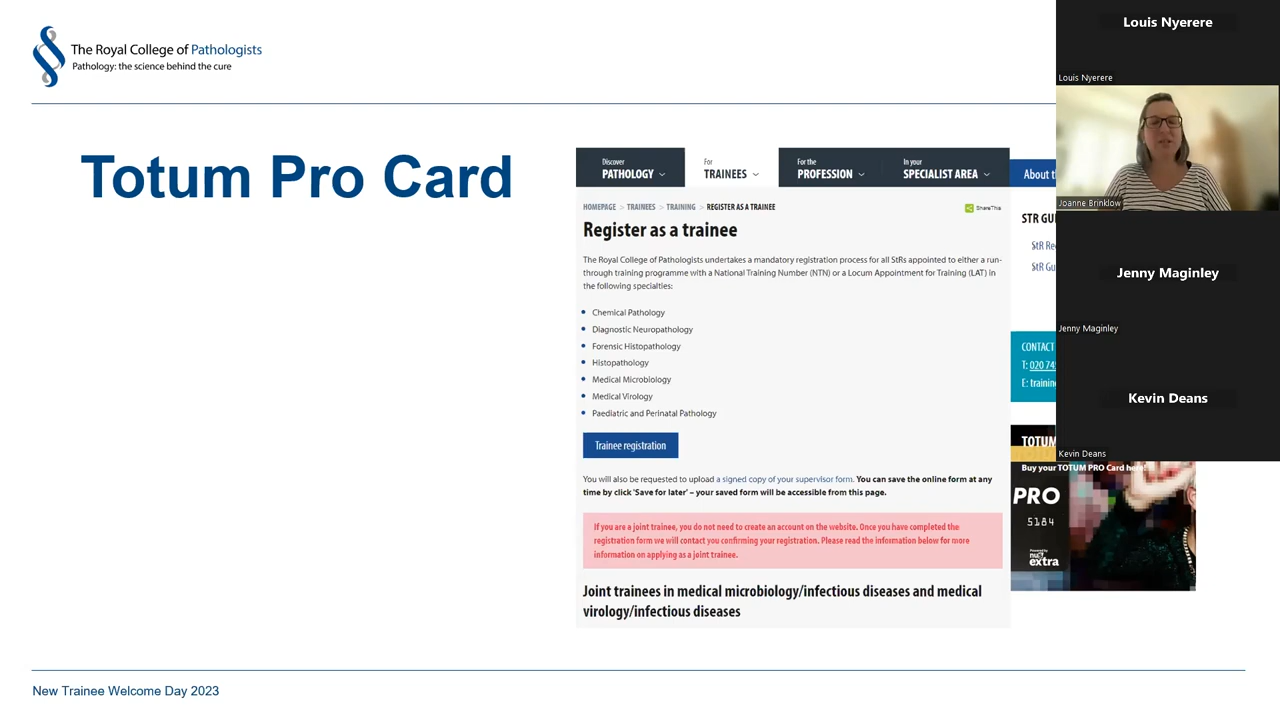 The Royal College of Pathologists
Pathology: the science behind the cure
Totum Pro Card
Discover
PATHOLOGY
For
TRAINEES
For the
PROFESSION
In your
SPECIALIST AREA
About
HOMEPAGE > TRAINEES > TRAINING > REGISTER AS A TRAINEE
ShareThis
Register as a trainee
The Royal College of Pathologists undertakes a mandatory registration process for all StRs appointed to either a run-
through training programme with a National Training Number (NTN) or a Locum Appointment for Training (LAT) in
the following specialties:
Chemical Pathology
Diagnostic Neuropathology
Forensic Histopathology
Histopathology
Medical Microbiology
Medical Virology
Paediatric and Perinatal Pathology
Trainee registration
You will also be requested to upload a signed copy of your supervisor form. You can save the online form at any
time by click 'Save for later' – your saved form will be accessible from this page.
If you are a joint trainee, you do not need to create an account on the website. Once you have completed the
registration form we will contact you confirming your registration. Please read the information below for more
information on applying as a joint trainee.
Joint trainees in medical microbiology/infectious diseases and medical
virology/infectious diseases
STR GUI
StR Re
StR Gu
CONTACT
T: 020 74
E: trainin
TOTUM
Buy your TOTUM PRO Card here!
PRO
5184
Powered by
nus
extra
Louis Nyerere
Louis Nyerere
Joanne Brinklow
Jenny Maginley
Jenny Maginley
Kevin Deans
Kevin Deans
New Trainee Welcome Day 2023